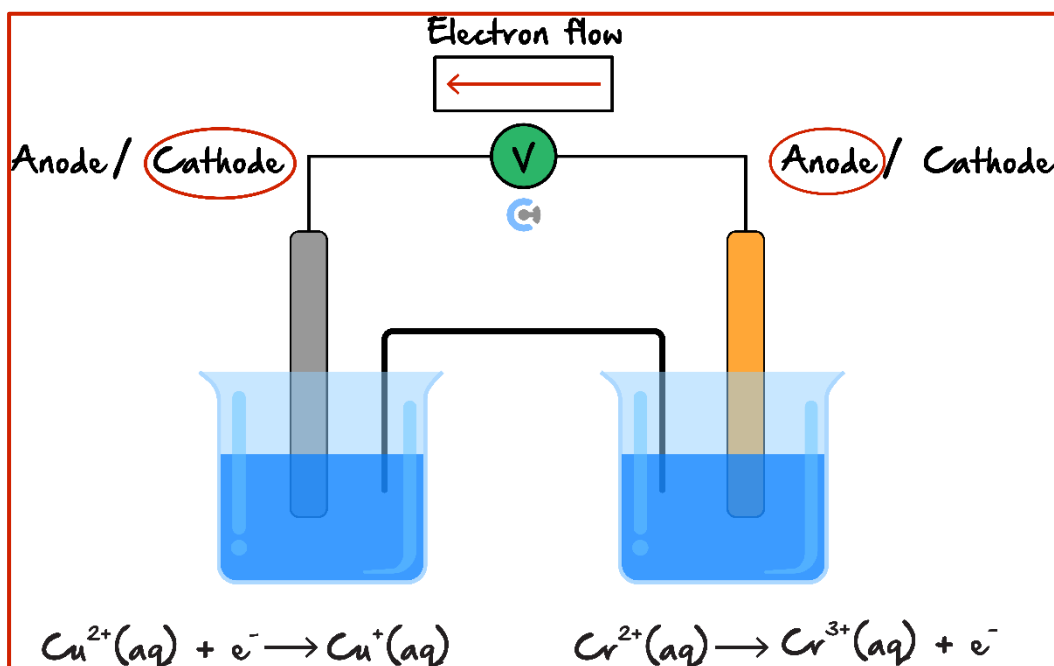 Electron flow
Anode / Cathode
V
Anode / Cathode
Cu²⁺(aq) + e⁻ ⟶ Cu⁺(aq)
Cr²⁺(aq) ⟶ Cr³⁺(aq) + e⁻